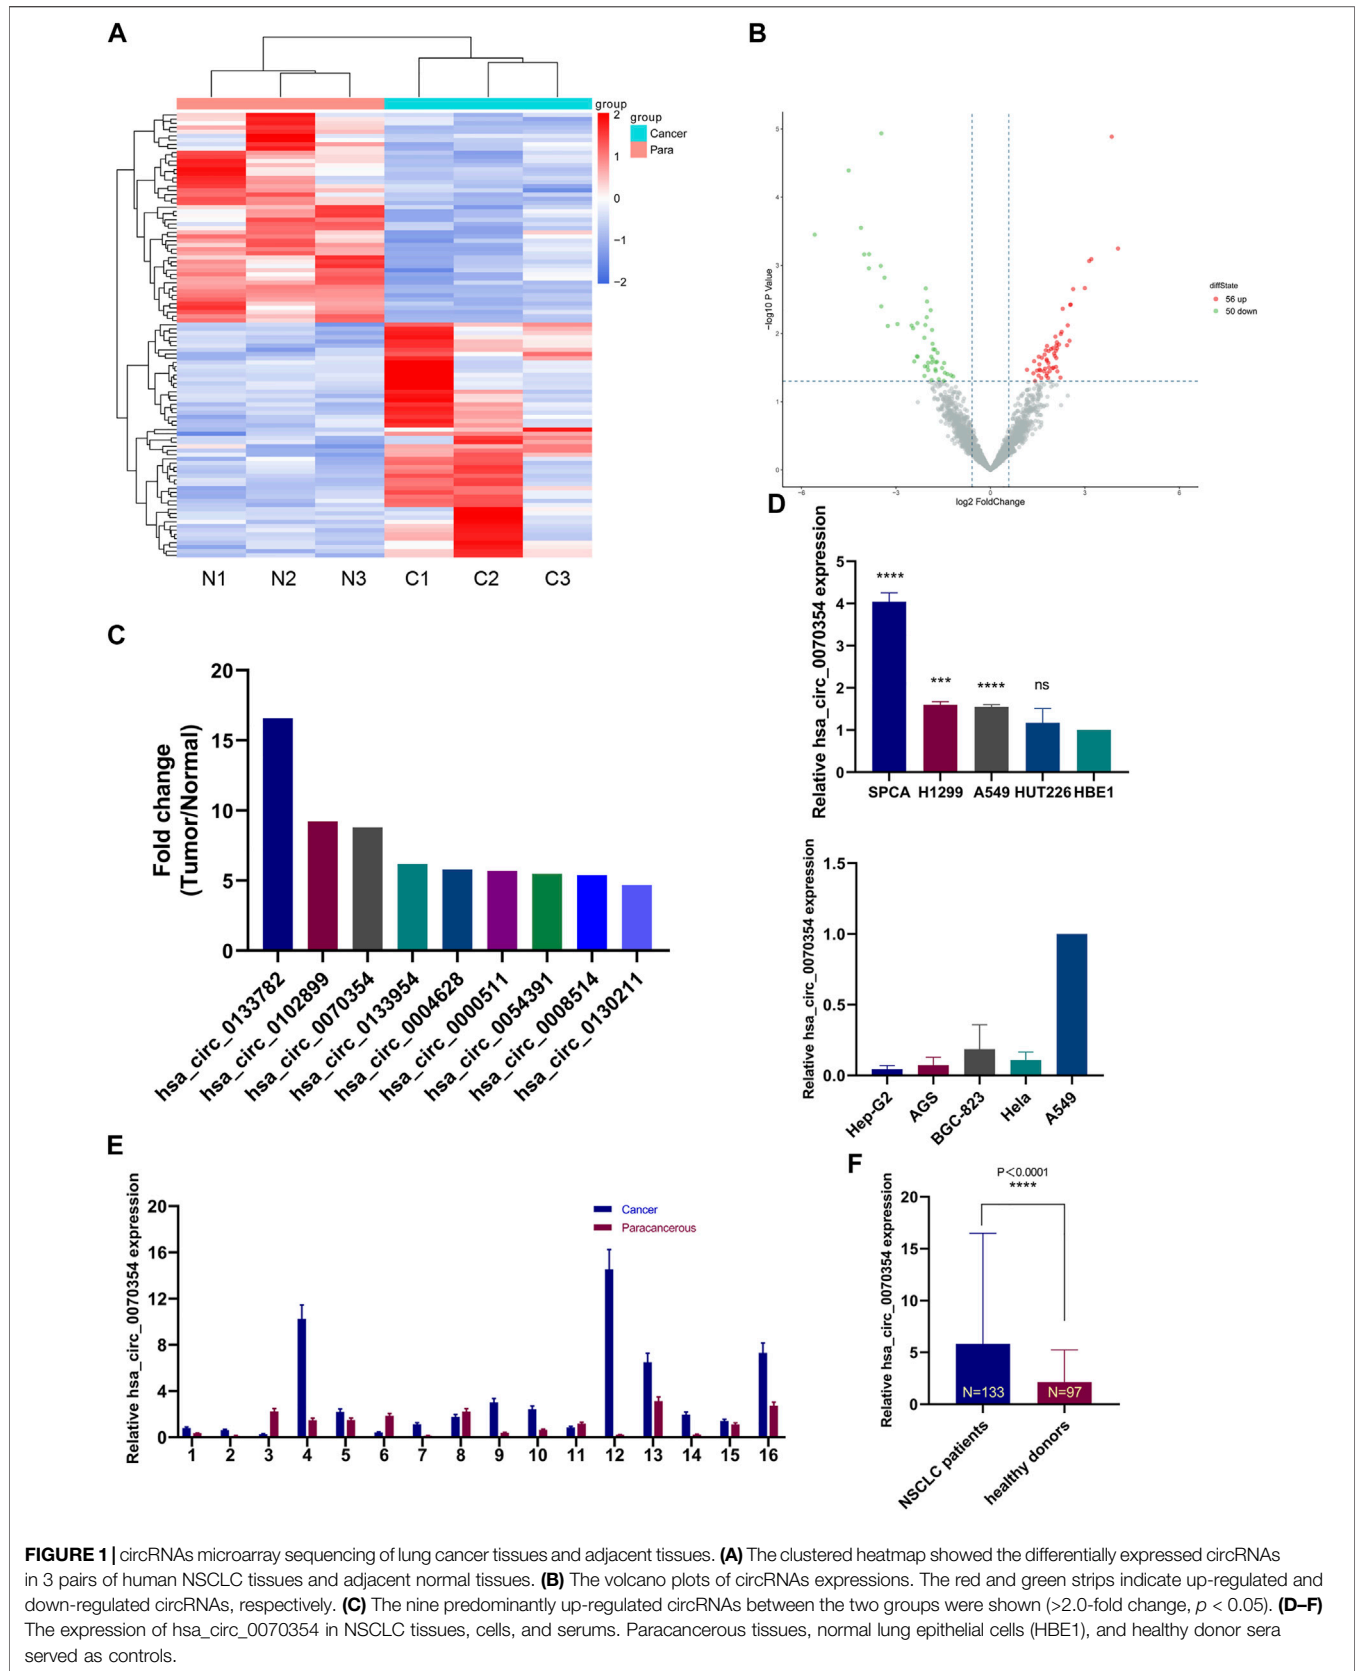 A
group
2
1
0
−1
−2
group
Cancer
Para
N1 N2 N3 C1 C2 C3
B
−log10 P Value
5
4
3
2
1
0
−6 −3 0 3 6
log2 FoldChange
diffState
56 up
50 down
C
Fold change
(Tumor/Normal)
20
15
10
5
0
hsa_circ_0133782
hsa_circ_0102899
hsa_circ_0070354
hsa_circ_0133954
hsa_circ_0004628
hsa_circ_0000511
hsa_circ_0054391
hsa_circ_0008514
hsa_circ_0130211
D
Relative hsa_circ_0070354 expression
5
4
3
2
1
0
**** *** **** ns
SPCA H1299 A549 HUT226 HBE1
Relative hsa_circ_0070354 expression
1.5
1.0
0.5
0.0
Hep-G2
AGS
BGC-823
Hela
A549
E
Relative hsa_circ_0070354 expression
20
16
12
8
4
0
Cancer
Paracancerous
1 2 3 4 5 6 7 8 9 10 11 12 13 14 15 16
F
Relative hsa_circ_0070354 expression
P＜0.0001
****
20
15
10
5
0
N=133 N=97
NSCLC patients
healthy donors
FIGURE 1 | circRNAs microarray sequencing of lung cancer tissues and adjacent tissues. (A) The clustered heatmap showed the differentially expressed circRNAs
in 3 pairs of human NSCLC tissues and adjacent normal tissues. (B) The volcano plots of circRNAs expressions. The red and green strips indicate up-regulated and
down-regulated circRNAs, respectively. (C) The nine predominantly up-regulated circRNAs between the two groups were shown (>2.0-fold change, p < 0.05). (D–F)
The expression of hsa_circ_0070354 in NSCLC tissues, cells, and serums. Paracancerous tissues, normal lung epithelial cells (HBE1), and healthy donor sera
served as controls.